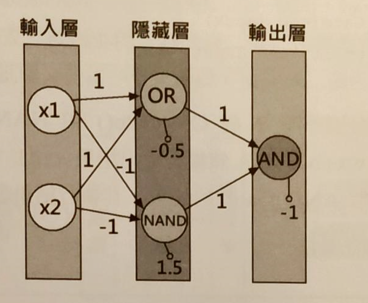 輸入層 隱藏層 輸出層
1
x1 OR 1
-0.5
1 -1 AND
x2 -1 NAND 1 -1
1.5